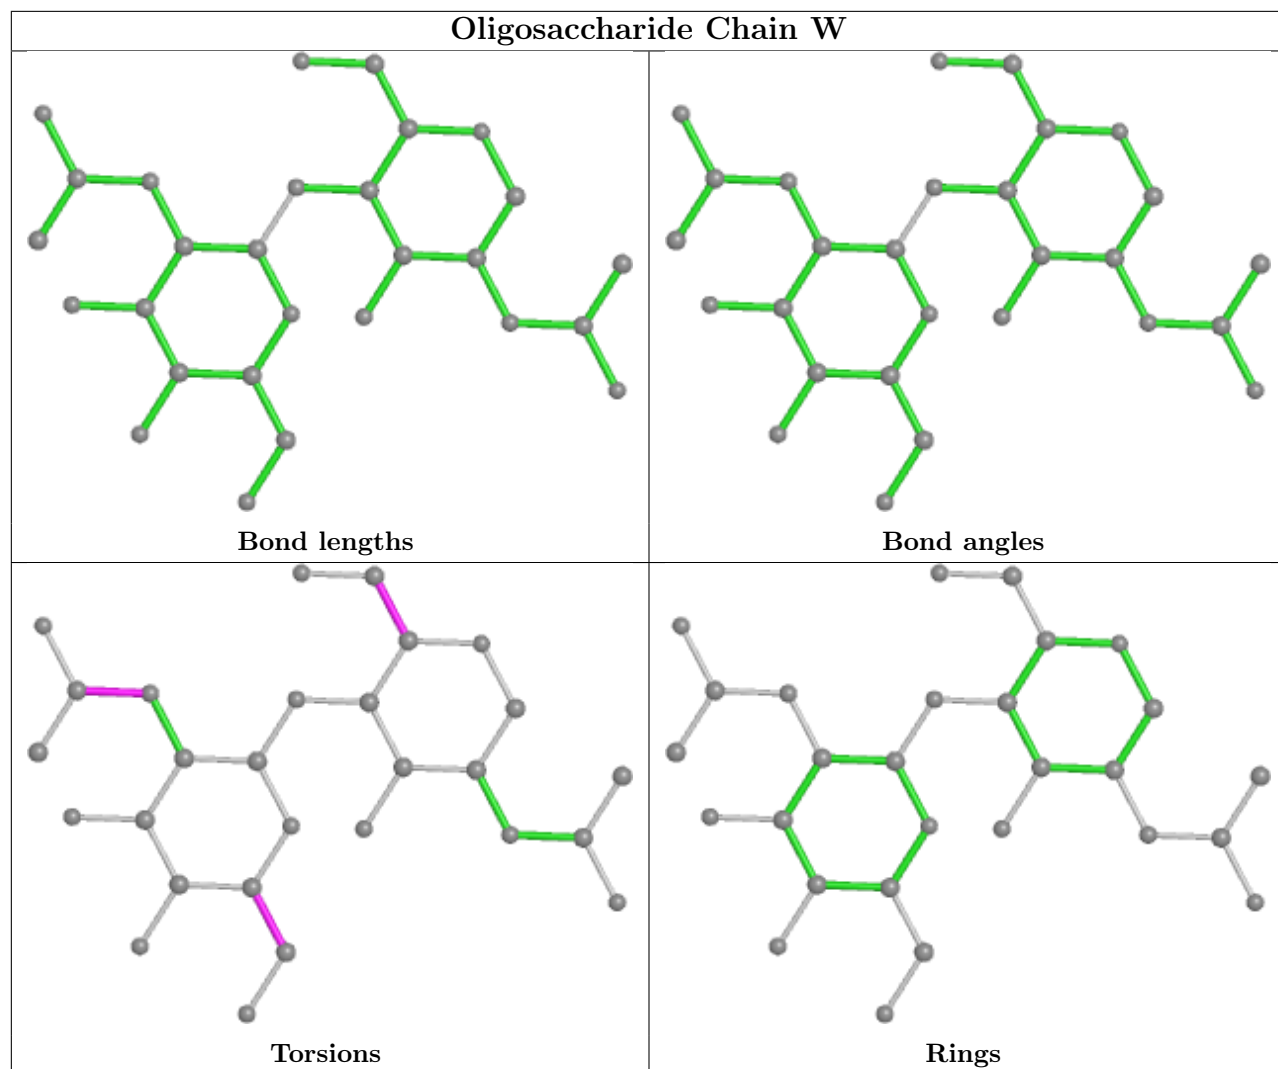 Oligosaccharide Chain W
Bond lengths
Bond angles
Torsions
Rings